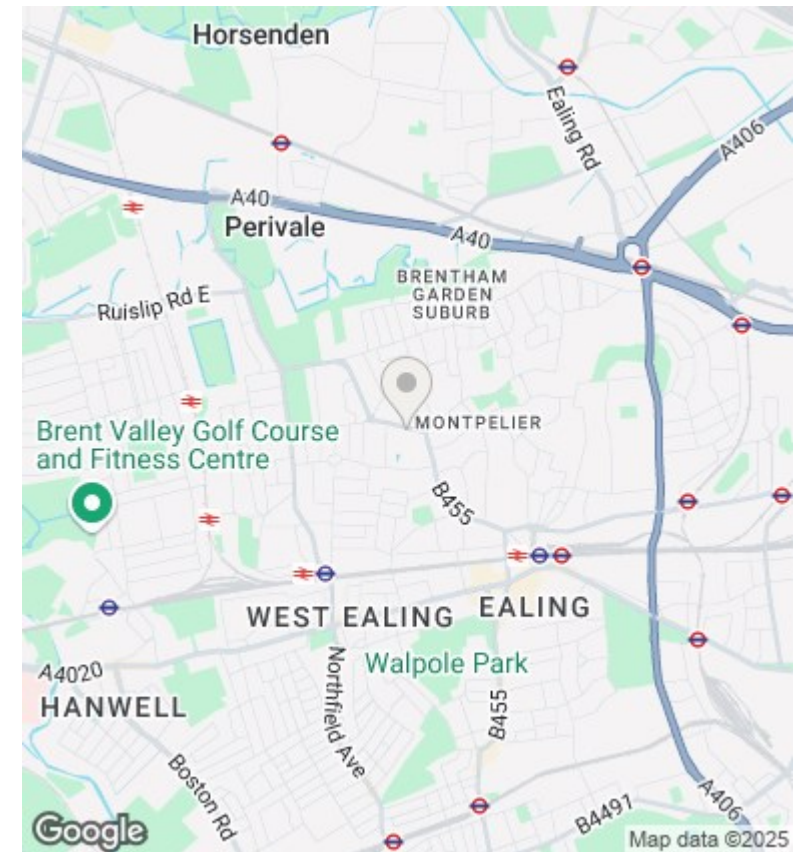 Horsenden
Ealing Rd
A406
A40
Perivale
A40
BRENTHAM
GARDEN
SUBURB
Ruislip Rd E
MONTPELIER
Brent Valley Golf Course
and Fitness Centre
B455
WEST EALING
EALING
Walpole Park
A4020
HANWELL
Northfield Ave
B455
Boston Rd
B4491
A406
Google
Map data ©2025